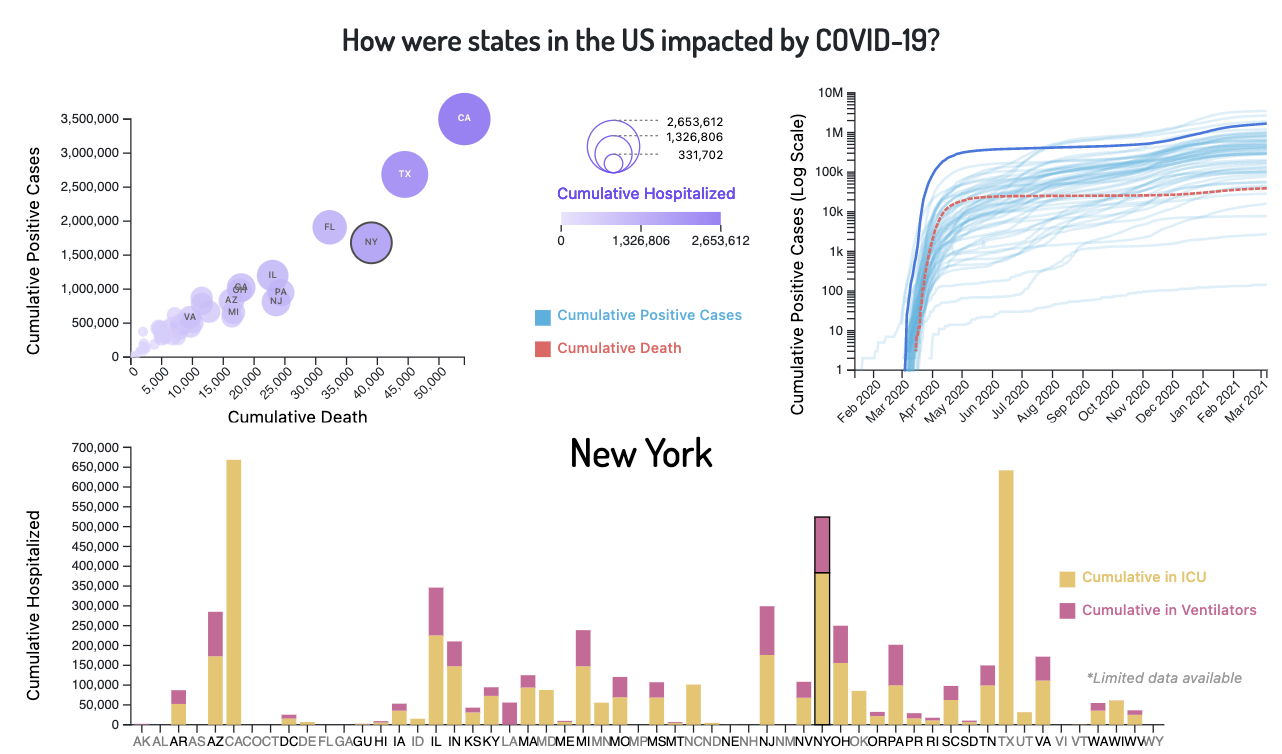 How were states in the US impacted by COVID-19?
Cumulative Positive Cases
3,500,000
3,000,000
2,500,000
2,000,000
1,500,000
1,000,000
500,000
0
CA
TX
FL
NY
IL
GA
OH
PA
AZ
NJ
MI
VA
0 5,000 10,000 15,000 20,000 25,000 30,000 35,000 40,000 45,000 50,000
Cumulative Death
2,653,612
1,326,806
331,702
Cumulative Hospitalized
0 1,326,806 2,653,612
Cumulative Positive Cases
Cumulative Death
Cumulative Positive Cases (Log Scale)
10M
1M
100k
10k
1k
100
10
1
Feb 2020 Mar 2020 Apr 2020 May 2020 Jun 2020 Jul 2020 Aug 2020 Sep 2020 Oct 2020 Nov 2020 Dec 2020 Jan 2021 Feb 2021 Mar 2021
New York
Cumulative Hospitalized
700,000
650,000
600,000
550,000
500,000
450,000
400,000
350,000
300,000
250,000
200,000
150,000
100,000
50,000
0
Cumulative in ICU
Cumulative in Ventilators
*Limited data available
AK AL AR AS AZ CA CO CT DC DE FL GA GU HI IA ID IL IN KS KY LA MA MD ME MI MN MO MP MS MT NC ND NE NH NJ NM NV NY OH OK OR PA PR RI SC SD TN TX UT VA VI VT WA WI WV WY